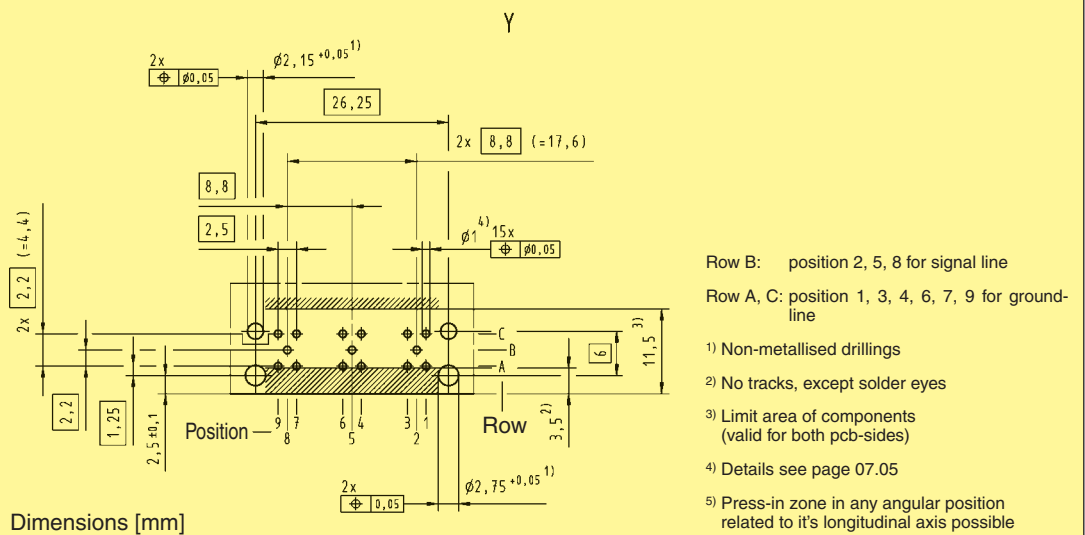 Y
2x
⌖ ø0,05
ø2,15 +0,05 1)
26,25
2x 8,8 (=17,6)
8,8
2,5
ø1 4) 15x
⌖ ø0,05
2x 2,2 (=4,4)
C
B
A
6
11,5 3)
2,2
1,25
2,5 ±0,1
3,5 2)
9 7 6 4 3 1
Position 8 5 2 Row
2x
⌖ 0,05
ø2,75 +0,05 1)
Dimensions [mm]
Row B: position 2, 5, 8 for signal line
Row A, C: position 1, 3, 4, 6, 7, 9 for ground-
line
1) Non-metallised drillings
2) No tracks, except solder eyes
3) Limit area of components
(valid for both pcb-sides)
4) Details see page 07.05
5) Press-in zone in any angular position
related to it's longitudinal axis possible